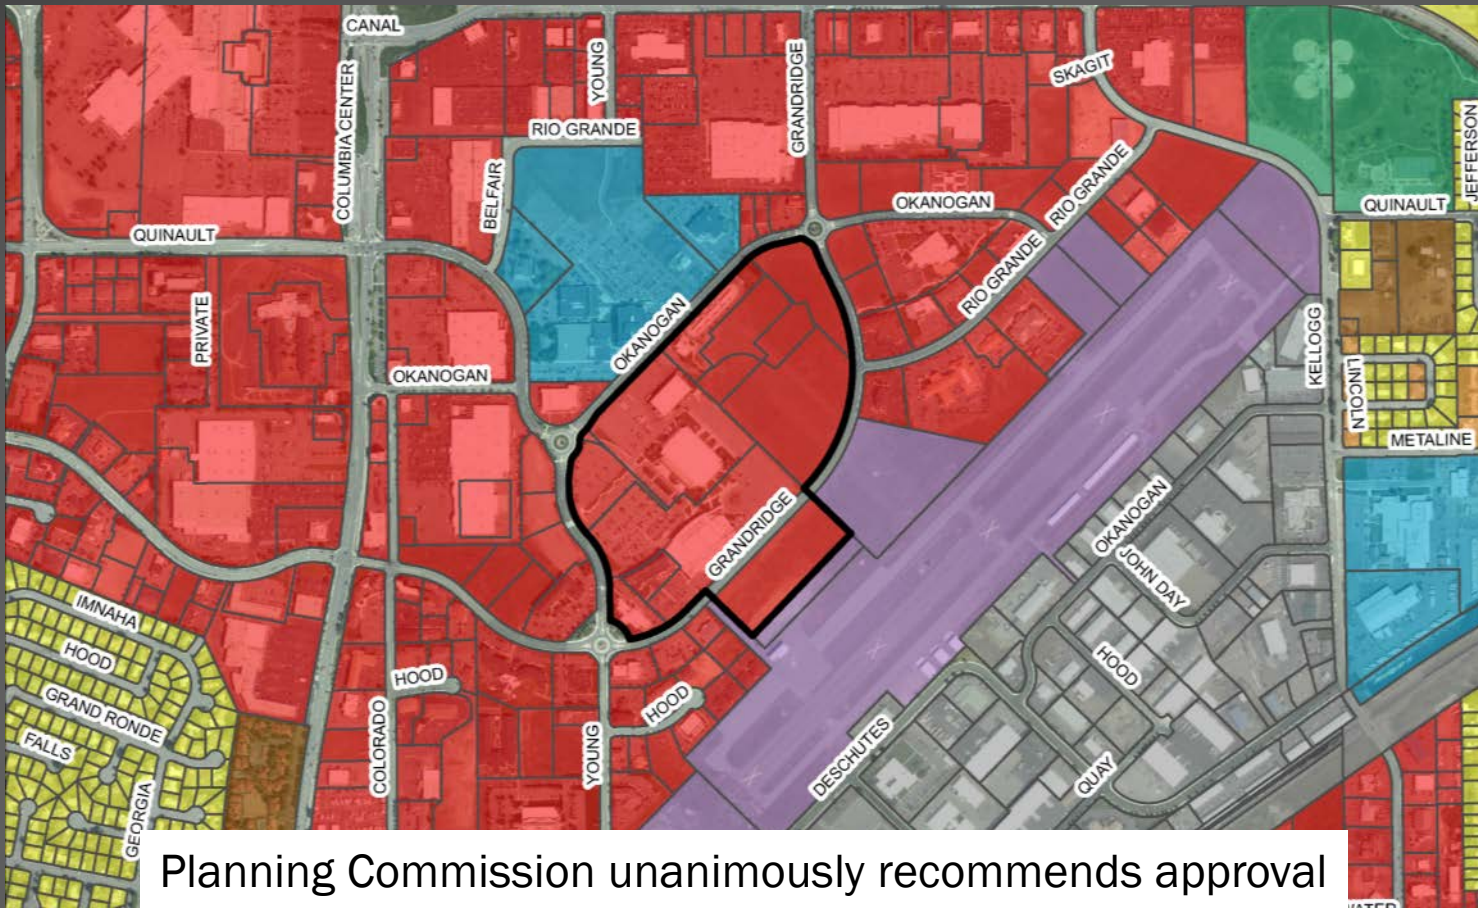 CANAL
YOUNG
GRANDRIDGE
SKAGIT
COLUMBIA CENTER
RIO GRANDE
JEFFERSON
BELFAIR
RIO GRANDE
OKANOGAN
QUINAULT
QUINAULT
RIO GRANDE
PRIVATE
OKANOGAN
KELLOGG
OKANOGAN
LINCOLN
METALINE
GRANDRIDGE
OKANOGAN
JOHN DAY
IMNAHA
HOOD
HOOD
HOOD
HOOD
GRAND RONDE
FALLS
COLORADO
YOUNG
DESCHUTES
QUAY
GEORGIA
Planning Commission unanimously recommends approval